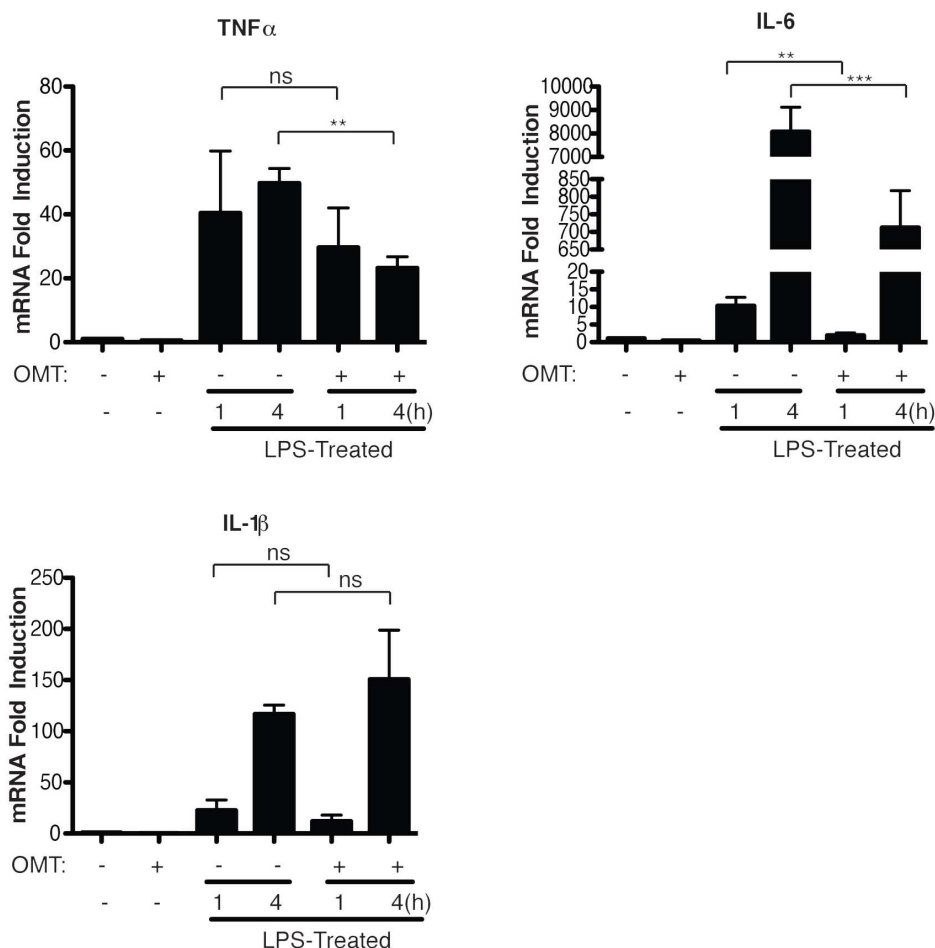 TNFα
ns
**
80
60
40
20
0
mRNA Fold Induction
OMT: - + - - + +
- - 1 4 1 4(h)
LPS-Treated
IL-6
**
***
10000
9000
8000
7000
850
800
750
700
650
20
15
10
5
0
mRNA Fold Induction
OMT: - + - - + +
- - 1 4 1 4(h)
LPS-Treated
IL-1β
ns
ns
250
200
150
100
50
0
mRNA Fold Induction
OMT: - + - - + +
- - 1 4 1 4(h)
LPS-Treated